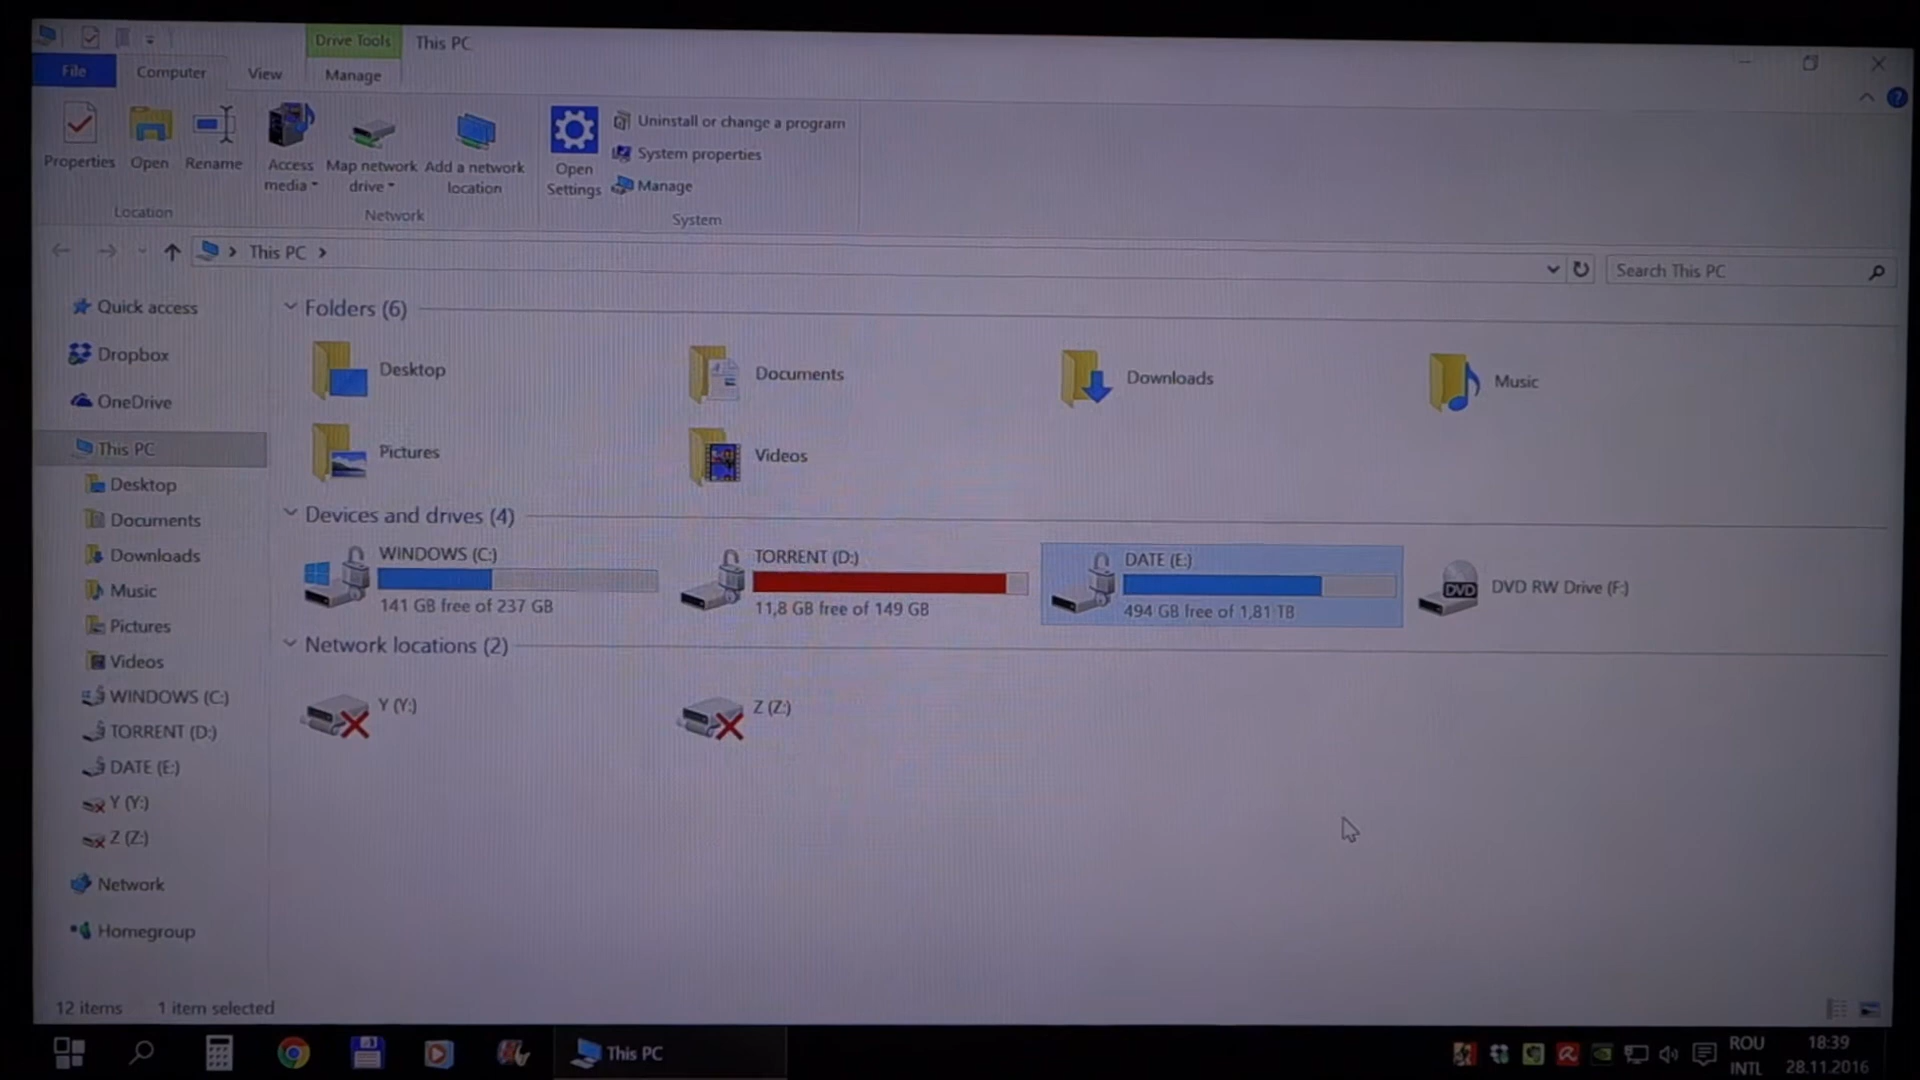 Drive Tools
This PC
File
Computer
View
Manage
Properties
Open
Rename
Access
media
Map network
drive
Add a network
location
Open
Settings
Uninstall or change a program
System properties
Manage
Location
Network
System
This PC
Search This PC
Quick access
Dropbox
OneDrive
This PC
Desktop
Documents
Downloads
Music
Pictures
Videos
WINDOWS (C:)
TORRENT (D:)
DATE (E:)
Y (Y:)
Z (Z:)
Network
Homegroup
Folders (6)
Desktop
Documents
Downloads
Music
Pictures
Videos
Devices and drives (4)
WINDOWS (C:)
141 GB free of 237 GB
TORRENT (D:)
11,8 GB free of 149 GB
DATE (E:)
494 GB free of 1,81 TB
DVD
DVD RW Drive (F:)
Network locations (2)
Y (Y:)
Z (Z:)
12 items
1 item selected
This PC
ROU
INTL
18:39
28.11.2016